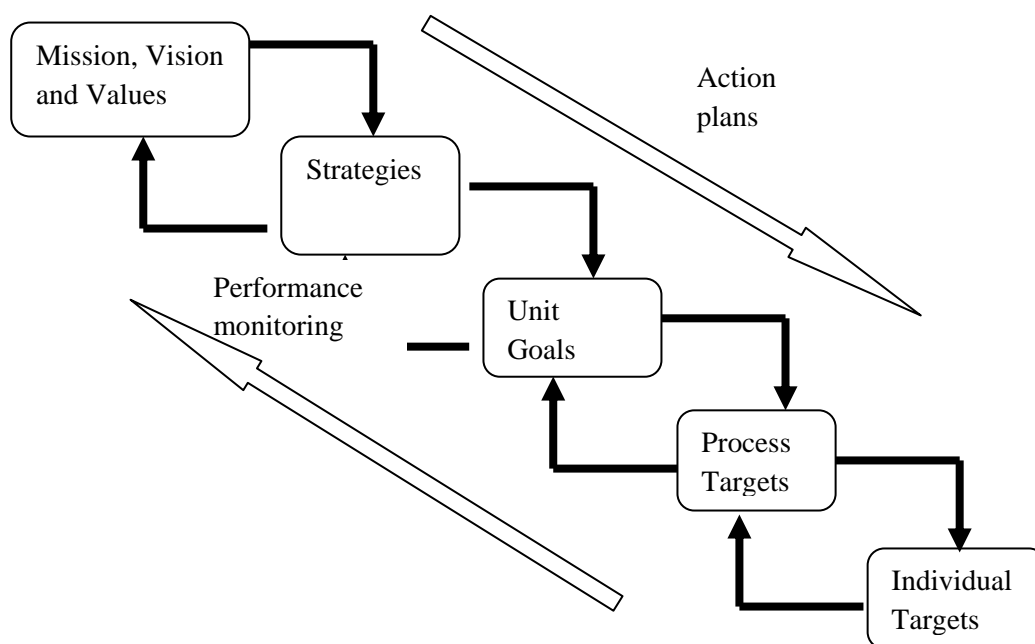 Mission, Vision
and Values
Action
plans
Strategies
Performance
monitoring
Unit
Goals
Process
Targets
Individual
Targets